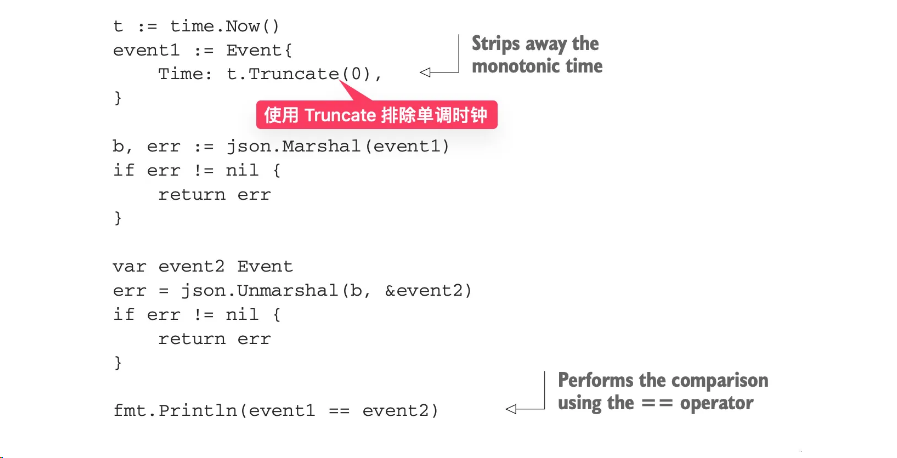 t := time.Now()
event1 := Event{
    Time: t.Truncate(0),
}
Strips away the
monotonic time
使用 Truncate 排除单调时钟
b, err := json.Marshal(event1)
if err != nil {
    return err
}
var event2 Event
err = json.Unmarshal(b, &event2)
if err != nil {
    return err
}
fmt.Println(event1 == event2)
Performs the comparison
using the == operator